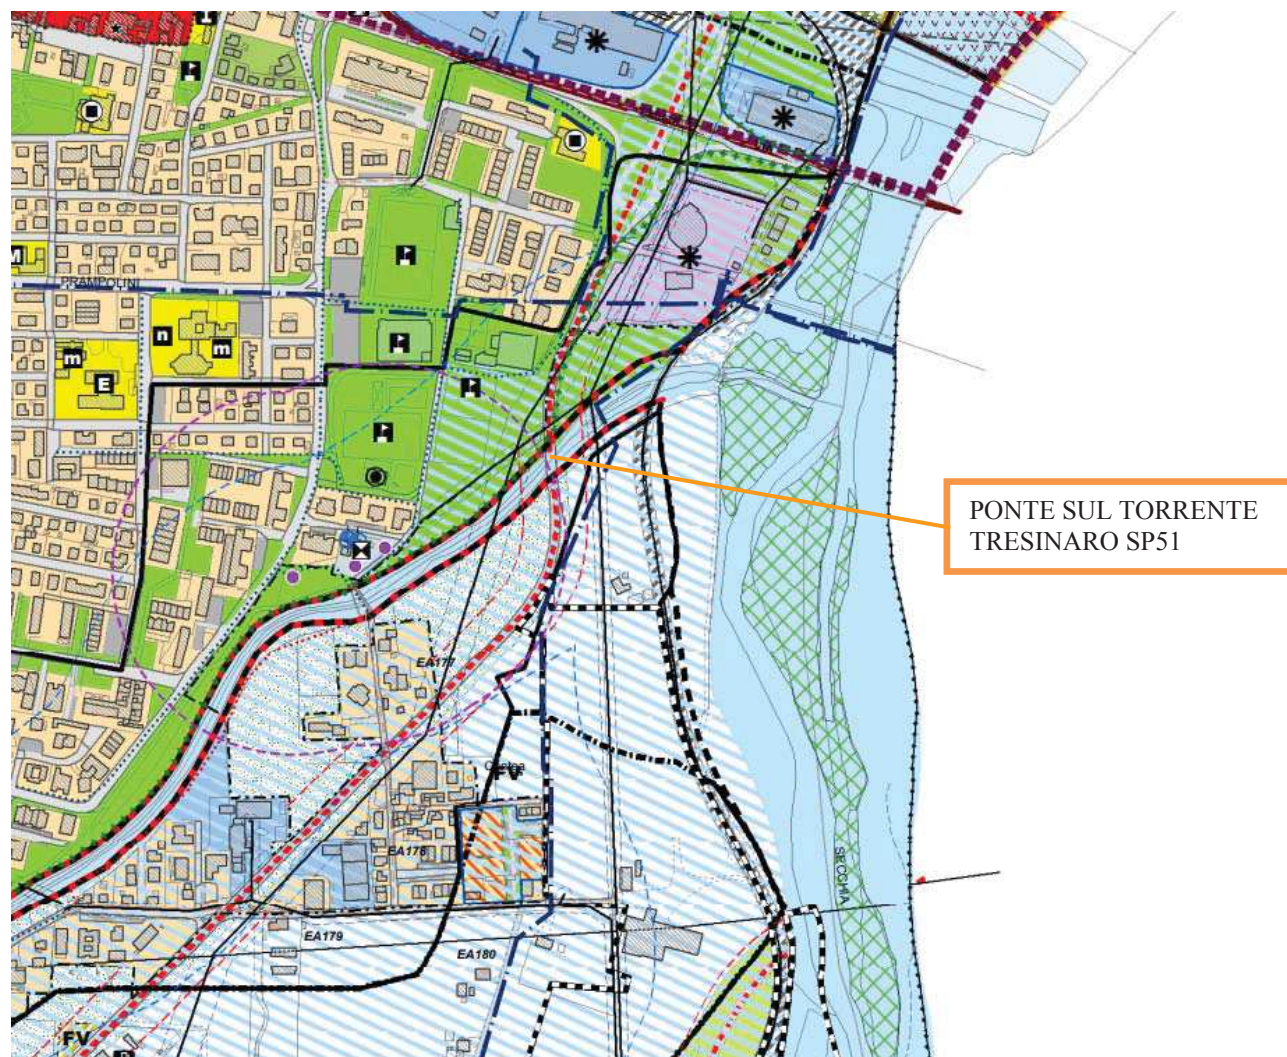 M
PRAMPOLINI
n
m
m
E
PONTE SUL TORRENTE
TRESINARO SP51
EA177
FV
EA178
SECCHIA
EA179
EA180
FV